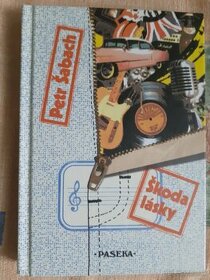 Petr Šabach
Škoda
lásky
·PASEKA·